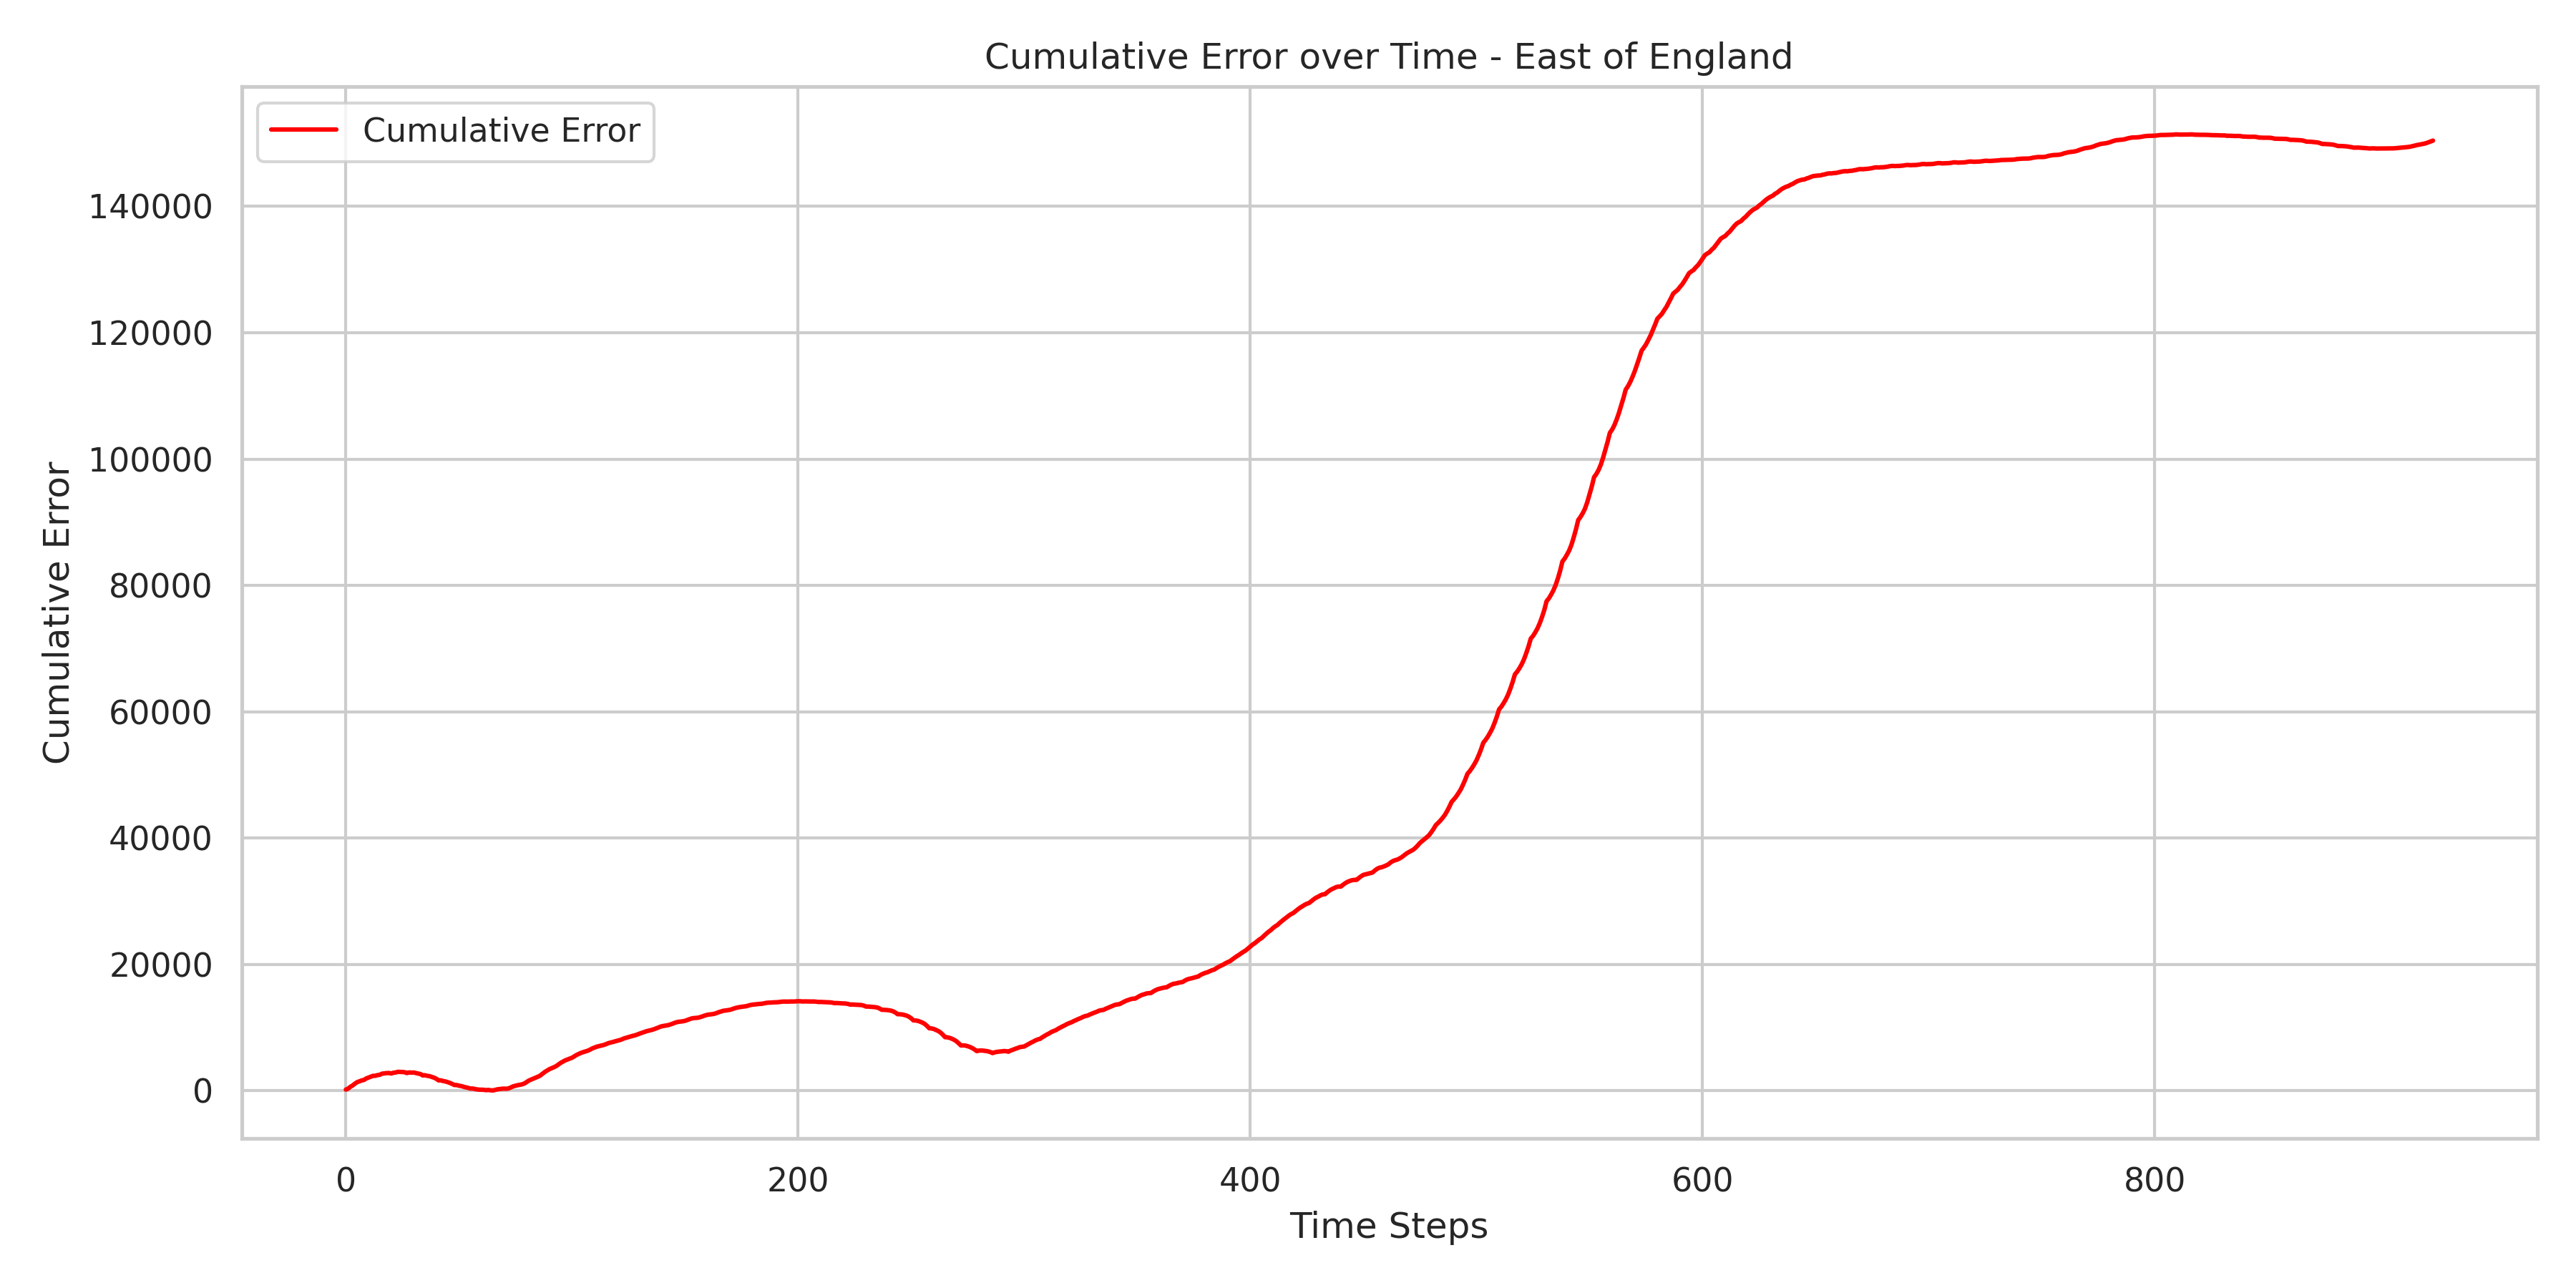 Cumulative Error over Time - East of England
Cumulative Error
140000
120000
100000
80000
60000
40000
20000
0
Cumulative Error
0 200 400 600 800
Time Steps